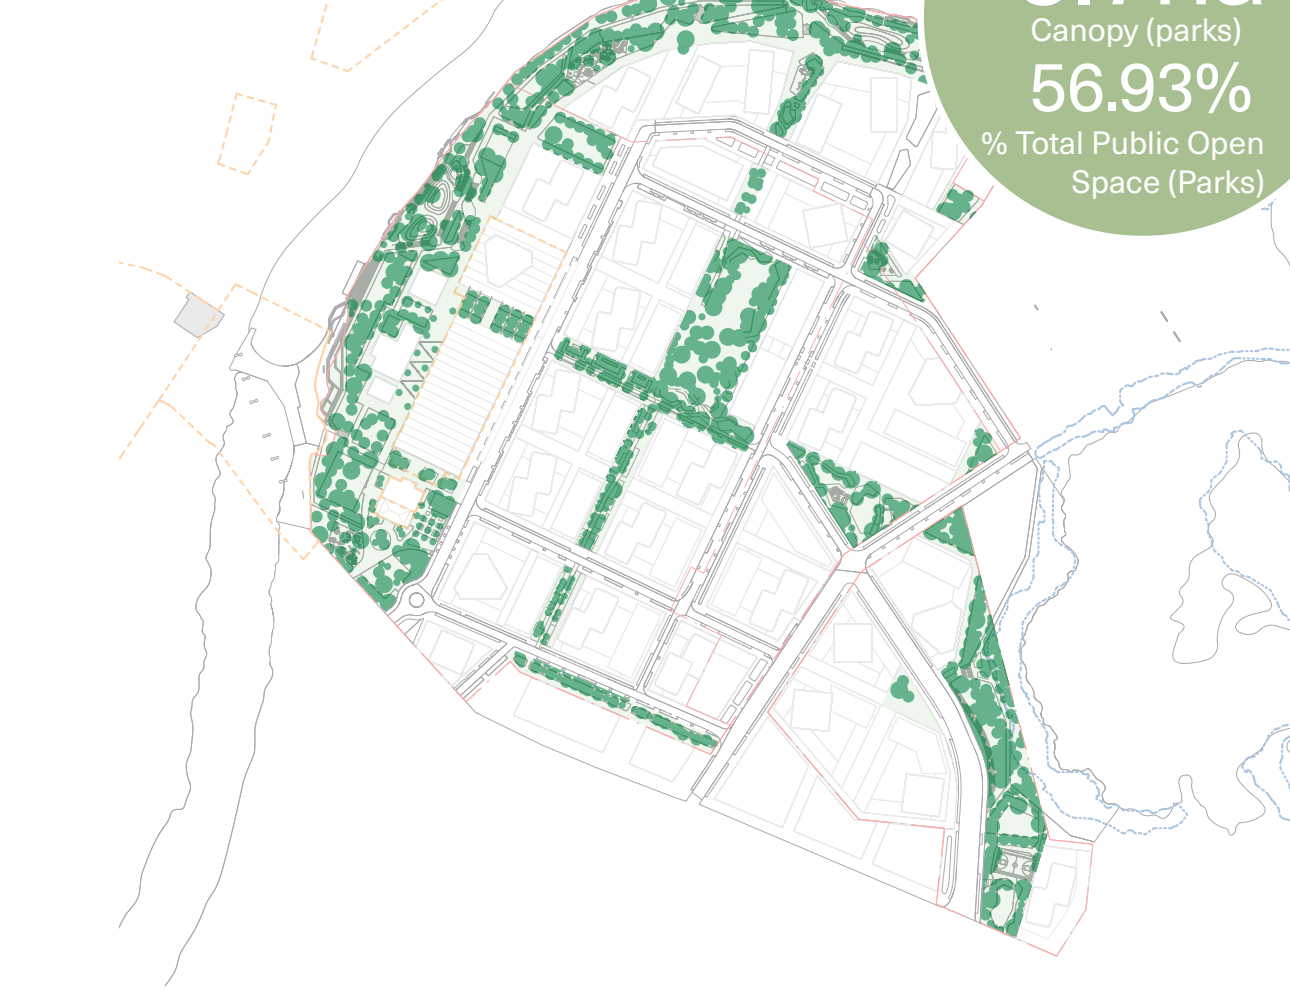 Canopy (parks)
56.93%
% Total Public Open
Space (Parks)